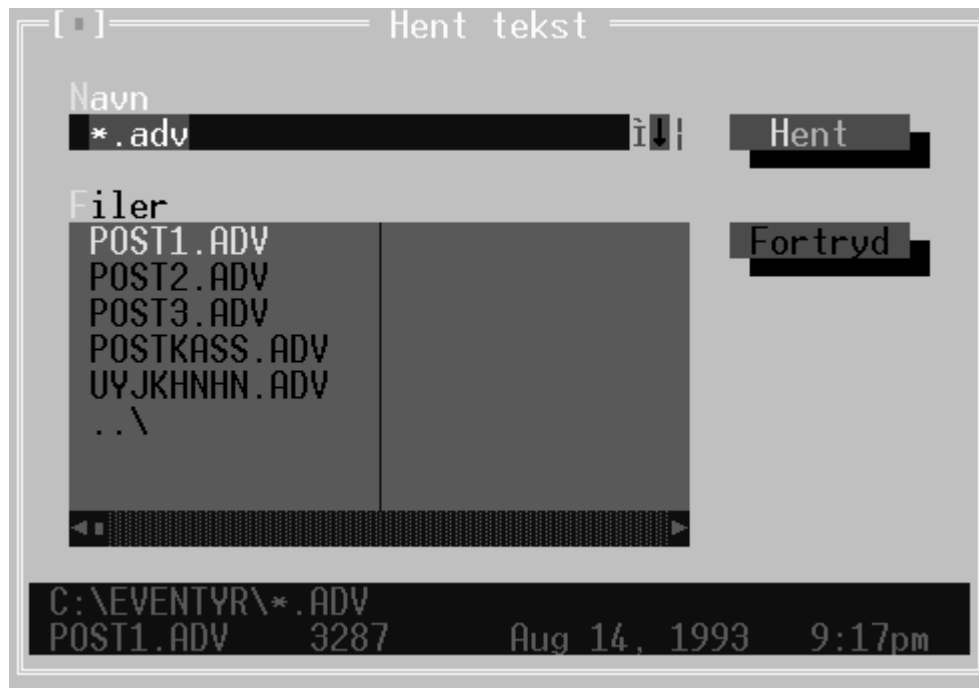 [▪] Hent tekst
Navn
*.adv Hent
Filer
POST1.ADV Fortryd
POST2.ADV
POST3.ADV
POSTKASS.ADV
UYJKHNHN.ADV
..\
C:\EVENTYR\*.ADV
POST1.ADV 3287 Aug 14, 1993 9:17pm